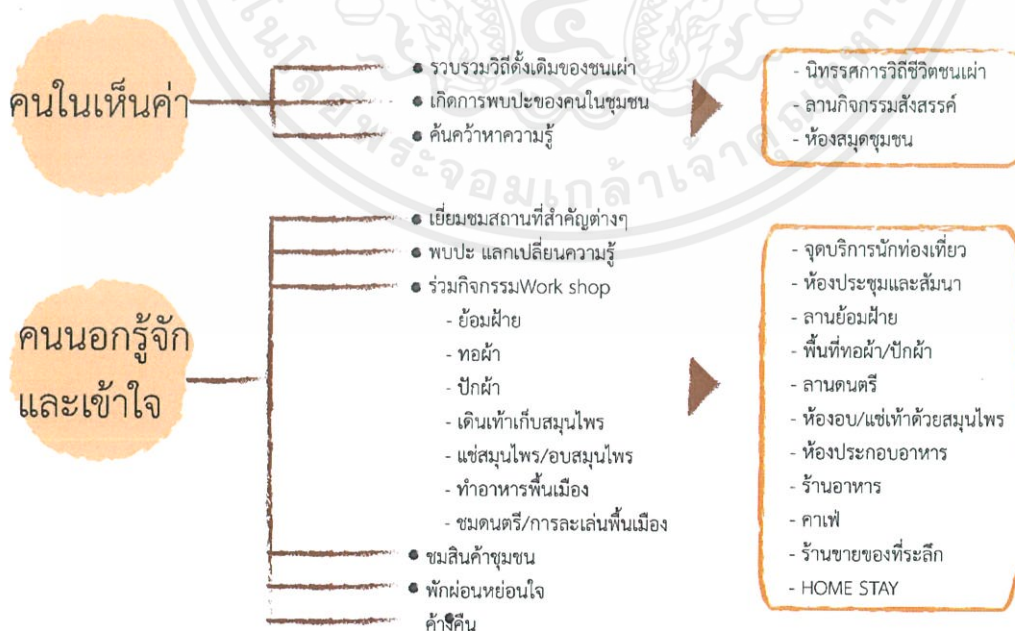 คนในเห็นค่า
● รวบรวมวิถีดั้งเดิมของชนเผ่า
● เกิดการพบปะของคนในชุมชน
● ค้นคว้าหาความรู้
- นิทรรศการวิถีชีวิตชนเผ่า
- ลานกิจกรรมสังสรรค์
- ห้องสมุดชุมชน
พระจอมเกล้าเจ้า
คนนอกรู้จัก
และเข้าใจ
● เยี่ยมชมสถานที่สำคัญต่างๆ
● พบปะ แลกเปลี่ยนความรู้
● ร่วมกิจกรรมWork shop
- ย้อมฝ้าย
- ทอผ้า
- ปักผ้า
- เดินเท้าเก็บสมุนไพร
- แช่สมุนไพร/อบสมุนไพร
- ทำอาหารพื้นเมือง
- ชมดนตรี/การละเล่นพื้นเมือง
● ชมสินค้าชุมชน
● พักผ่อนหย่อนใจ
ค้างคืน
- จุดบริการนักท่องเที่ยว
- ห้องประชุมและสัมนา
- ลานย้อมฝ้าย
- พื้นที่ทอผ้า/ปักผ้า
- ลานดนตรี
- ห้องอบ/แช่เท้าด้วยสมุนไพร
- ห้องประกอบอาหาร
- ร้านอาหาร
- คาเฟ่
- ร้านขายของที่ระลึก
- HOME STAY